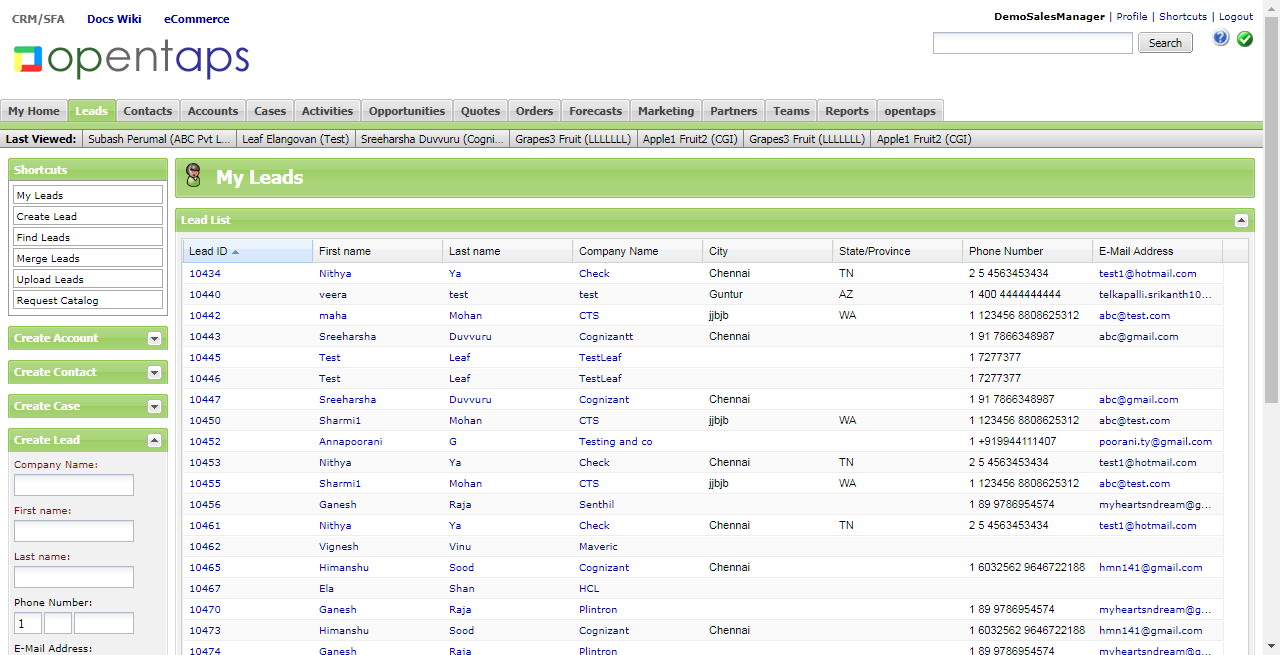 CRM/SFA Docs Wiki eCommerce
DemoSalesManager | Profile | Shortcuts | Logout
opentaps
Search
My Home Leads Contacts Accounts Cases Activities Opportunities Quotes Orders Forecasts Marketing Partners Teams Reports opentaps
Last Viewed: Subash Perumal (ABC Pvt L... Leaf Elangovan (Test) Sreeharsha Duvvuru (Cogni... Grapes3 Fruit (LLLLLLL) Apple1 Fruit2 (CGI) Grapes3 Fruit (LLLLLLL) Apple1 Fruit2 (CGI)
Shortcuts
My Leads
Create Lead
Find Leads
Merge Leads
Upload Leads
Request Catalog
Create Account
Create Contact
Create Case
Create Lead
Company Name:
First name:
Last name:
Phone Number:
1
E-Mail Address:
My Leads
Lead List
Lead ID First name Last name Company Name City State/Province Phone Number E-Mail Address
10434 Nithya Ya Check Chennai TN 2 5 4563453434 test1@hotmail.com
10440 veera test test Guntur AZ 1 400 4444444444 telkapalli.srikanth10...
10442 maha Mohan CTS jjbjb WA 1 123456 8808625312 abc@test.com
10443 Sreeharsha Duvvuru Cognizantt Chennai 1 91 7866348987 abc@gmail.com
10445 Test Leaf TestLeaf 1 7277377
10446 Test Leaf TestLeaf 1 7277377
10447 Sreeharsha Duvvuru Cognizant Chennai 1 91 7866348987 abc@gmail.com
10450 Sharmi1 Mohan CTS jjbjb WA 1 123456 8808625312 abc@test.com
10452 Annapoorani G Testing and co 1 +919944111407 poorani.ty@gmail.com
10453 Nithya Ya Check Chennai TN 2 5 4563453434 test1@hotmail.com
10455 Sharmi1 Mohan CTS jjbjb WA 1 123456 8808625312 abc@test.com
10456 Ganesh Raja Senthil 1 89 9786954574 myheartsndream@g...
10461 Nithya Ya Check Chennai TN 2 5 4563453434 test1@hotmail.com
10462 Vignesh Vinu Maveric
10465 Himanshu Sood Cognizant Chennai 1 6032562 9646722188 hmn141@gmail.com
10467 Ela Shan HCL
10470 Ganesh Raja Plintron 1 89 9786954574 myheartsndream@g...
10473 Himanshu Sood Cognizant Chennai 1 6032562 9646722188 hmn141@gmail.com
10474 Ganesh Raja Plintron 1 89 9786954574 myheartsndream@g...